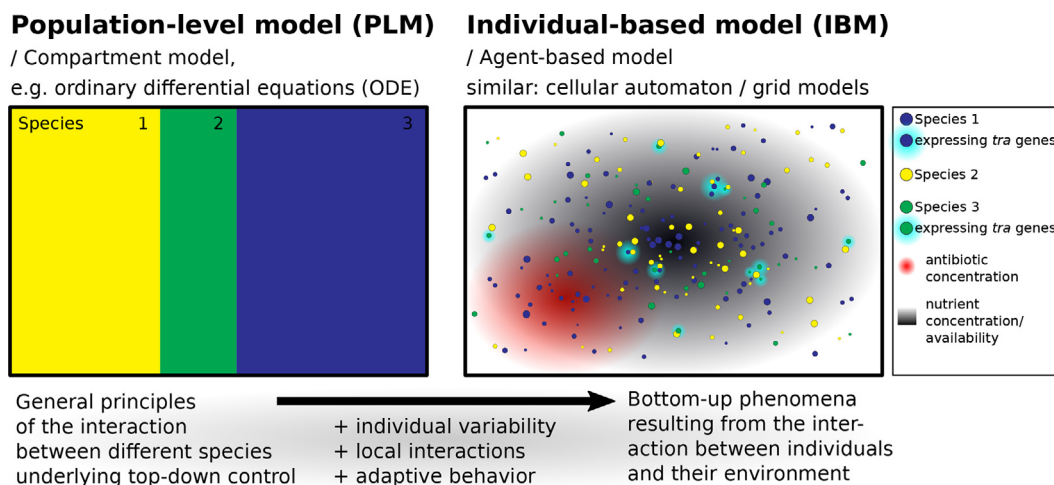 Population-level model (PLM)
/ Compartment model,
e.g. ordinary differential equations (ODE)
Species 1 2 3
Individual-based model (IBM)
/ Agent-based model
similar: cellular automaton / grid models
Species 1
expressing tra genes
Species 2
Species 3
expressing tra genes
antibiotic
concentration
nutrient
concentration/
availability
General principles
of the interaction
between different species
underlying top-down control
+ individual variability
+ local interactions
+ adaptive behavior
Bottom-up phenomena
resulting from the inter-
action between individuals
and their environment